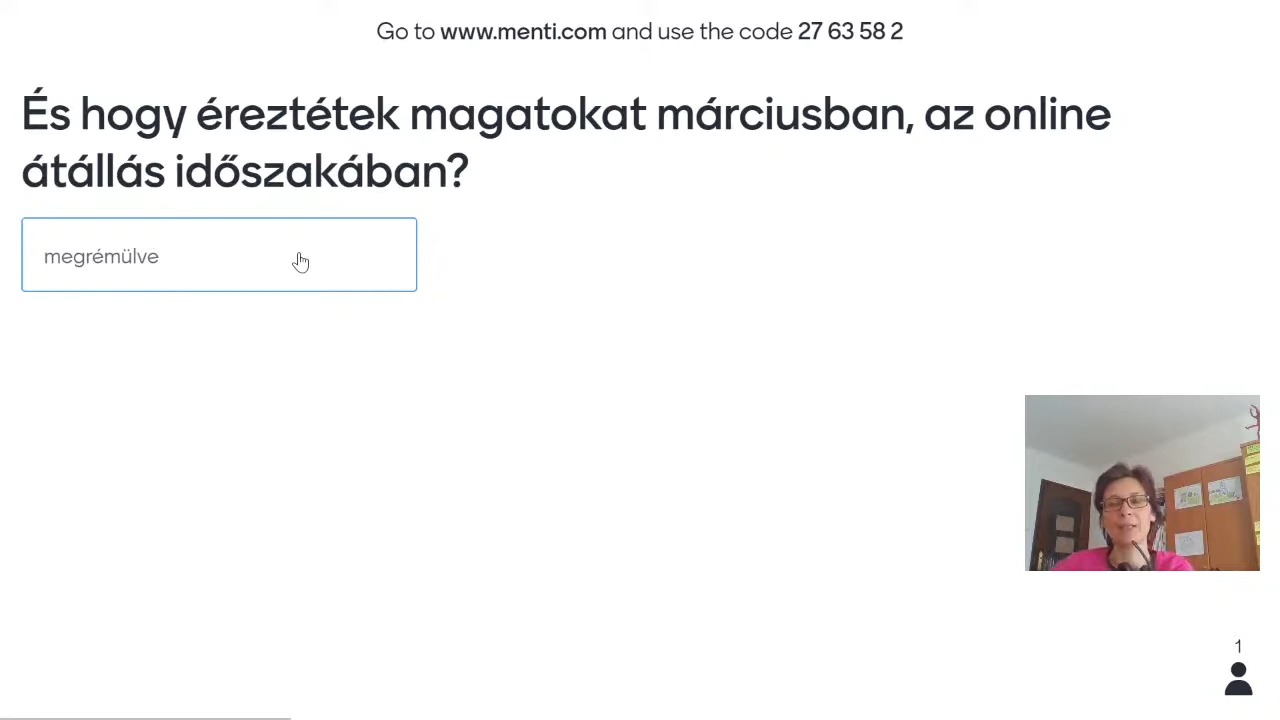 Go to www.menti.com and use the code 27 63 58 2
És hogy éreztétek magatokat márciusban, az online
átállás időszakában?
megrémülve
1